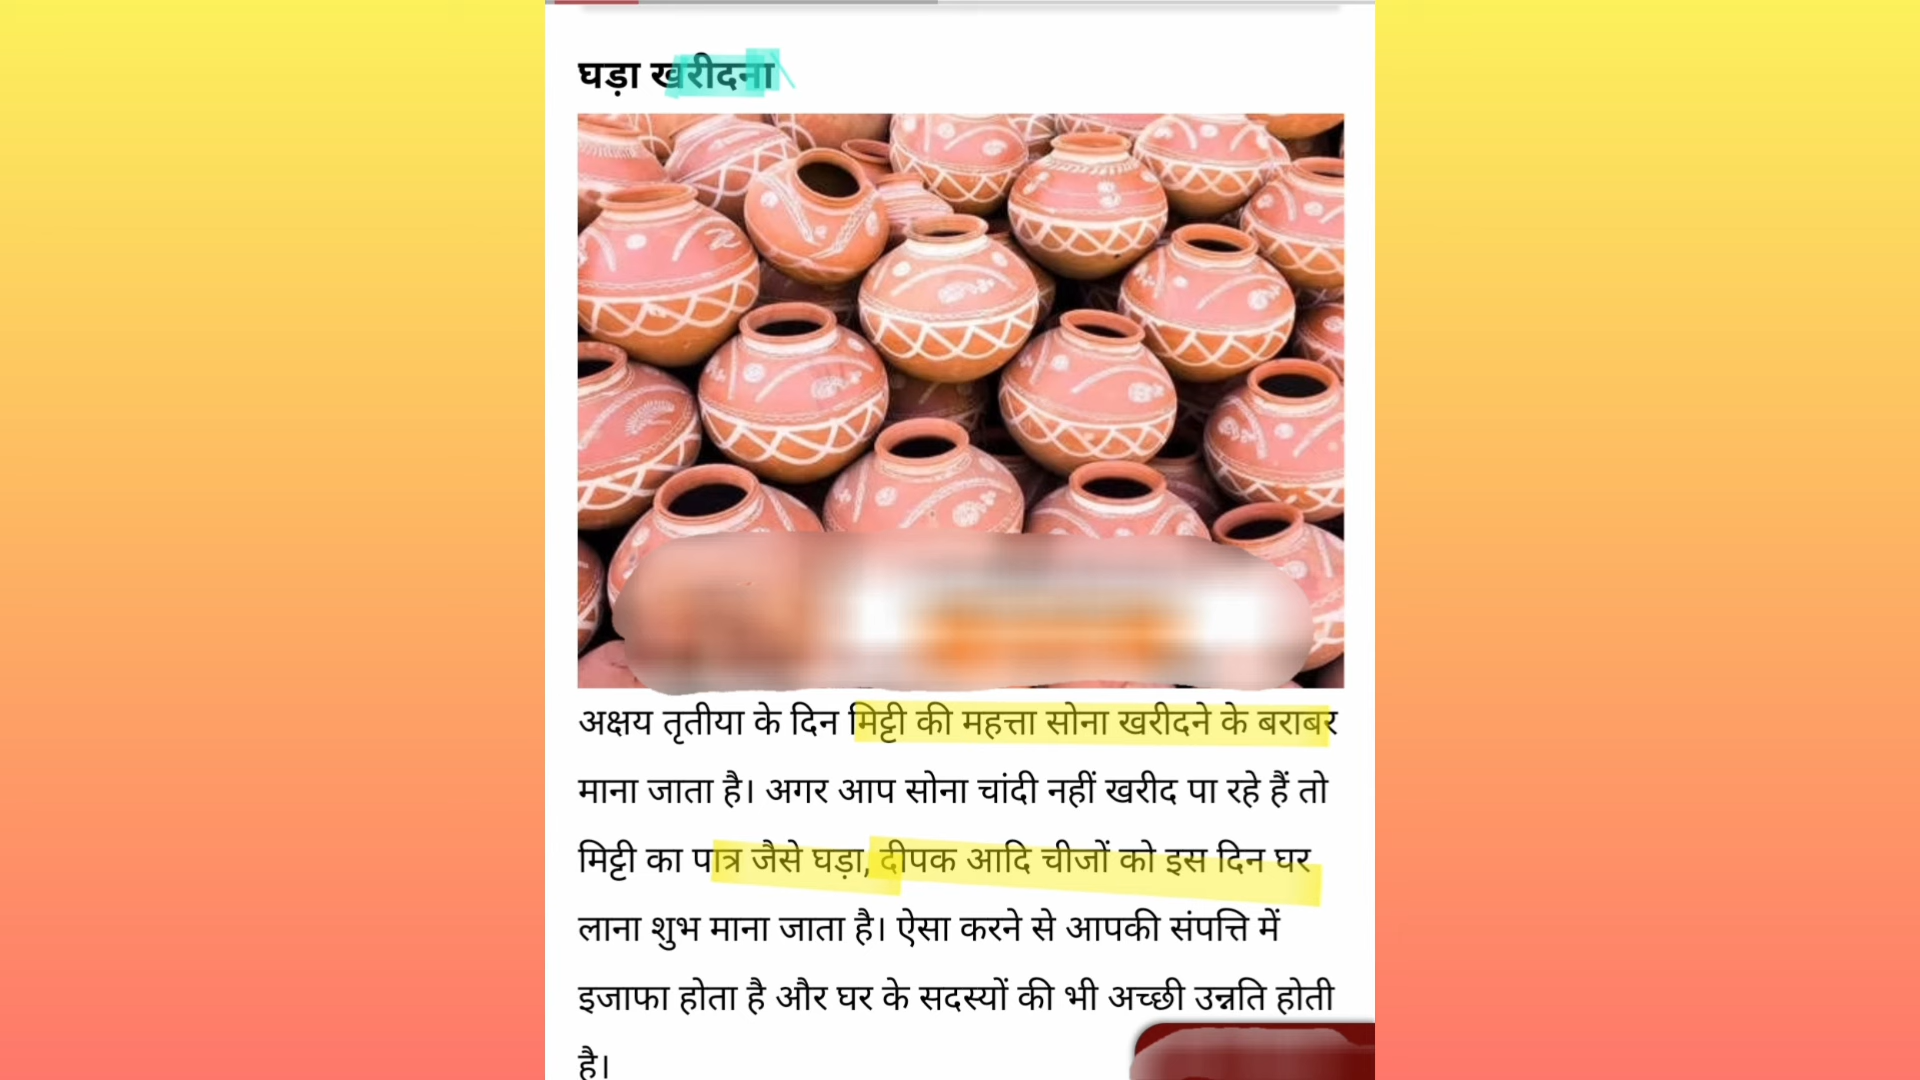 घड़ा खरीदना
अक्षय तृतीया के दिन मिट्टी की महत्ता सोना खरीदने के बराबर
माना जाता है। अगर आप सोना चांदी नहीं खरीद पा रहे हैं तो
मिट्टी का पात्र जैसे घड़ा, दीपक आदि चीजों को इस दिन घर
लाना शुभ माना जाता है। ऐसा करने से आपकी संपत्ति में
इजाफा होता है और घर के सदस्यों की भी अच्छी उन्नति होती
है।